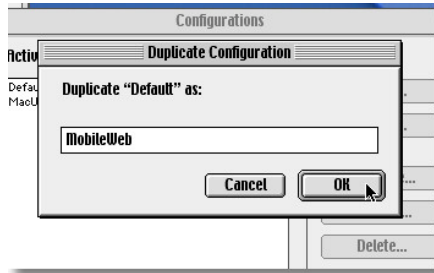 Configurations
Duplicate Configuration
Activ
Defau
MacU
Duplicate “Default” as:
MobileWeb
Cancel
OK
Delete...